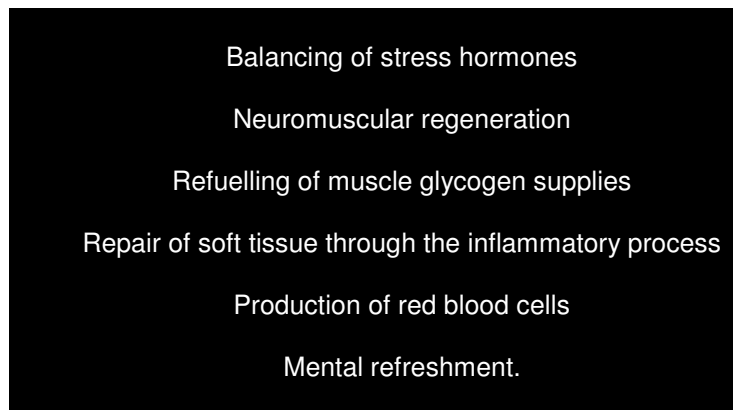 Balancing of stress hormones
Neuromuscular regeneration
Refuelling of muscle glycogen supplies
Repair of soft tissue through the inflammatory process
Production of red blood cells
Mental refreshment.